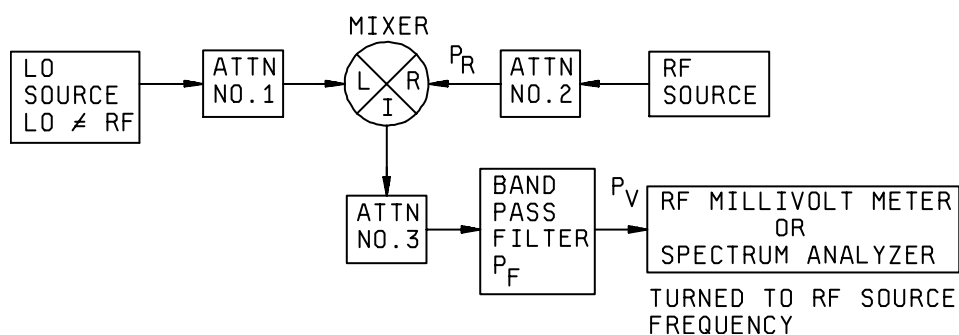 MIXER
LO
SOURCE
LO ≠ RF
ATTN
NO.1
L
R
I
P_R
ATTN
NO.2
RF
SOURCE
ATTN
NO.3
BAND
PASS
FILTER
P_F
P_V
RF MILLIVOLT METER
OR
SPECTRUM ANALYZER
TURNED TO RF SOURCE
FREQUENCY